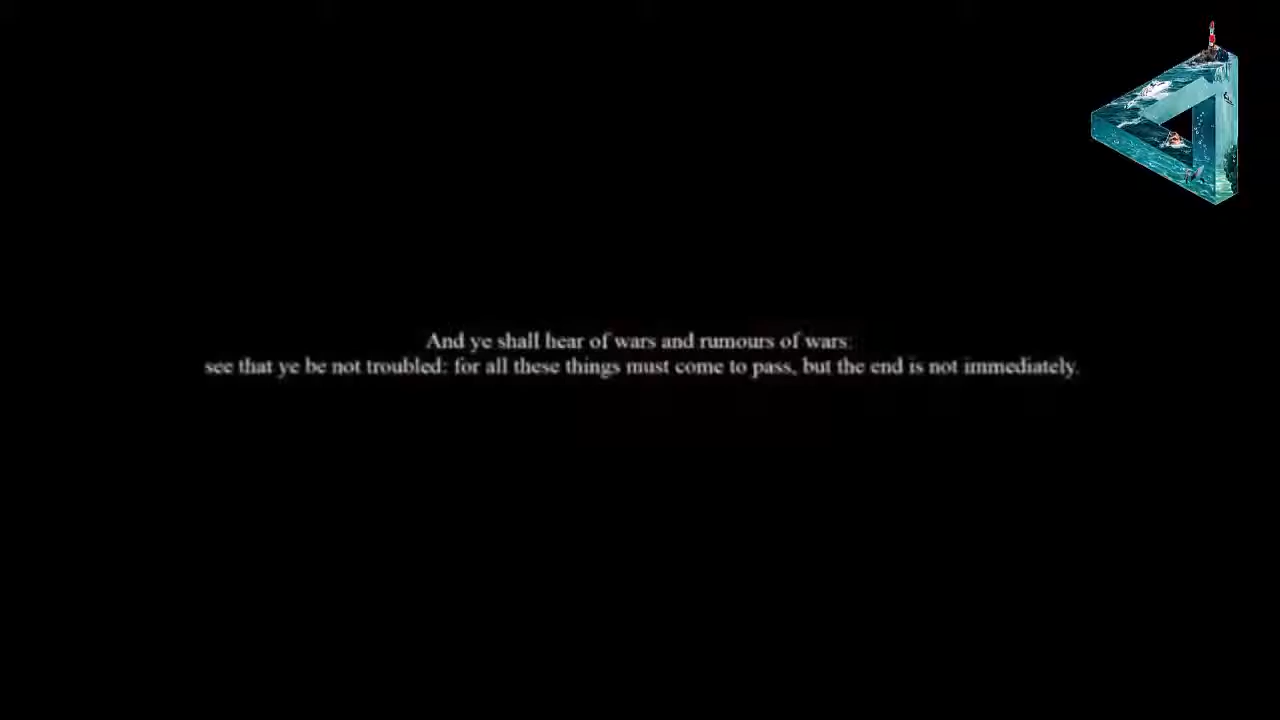 And ye shall hear of wars and rumours of wars:
see that ye be not troubled: for all these things must come to pass, but the end is not immediately.